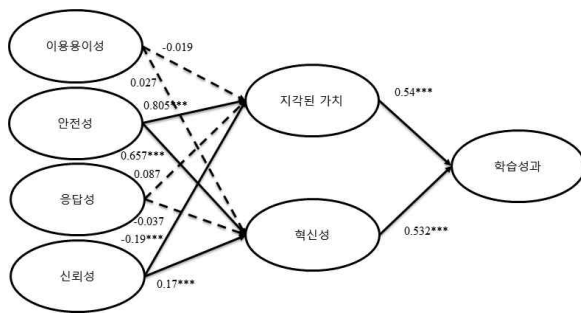 이용용이성
-0.019
0.027
지각된 가치
0.54***
0.805***
안전성
학습성과
0.657***
0.087
응답성
-0.037
혁신성
0.532***
-0.19***
신뢰성
0.17***